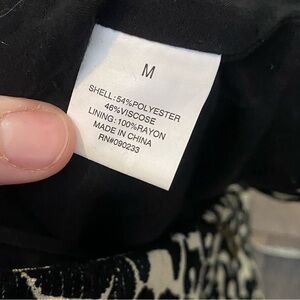 M
SHELL:54%POLYESTER
46%VISCOSE
LINING:100%RAYON
MADE IN CHINA
RN#090233